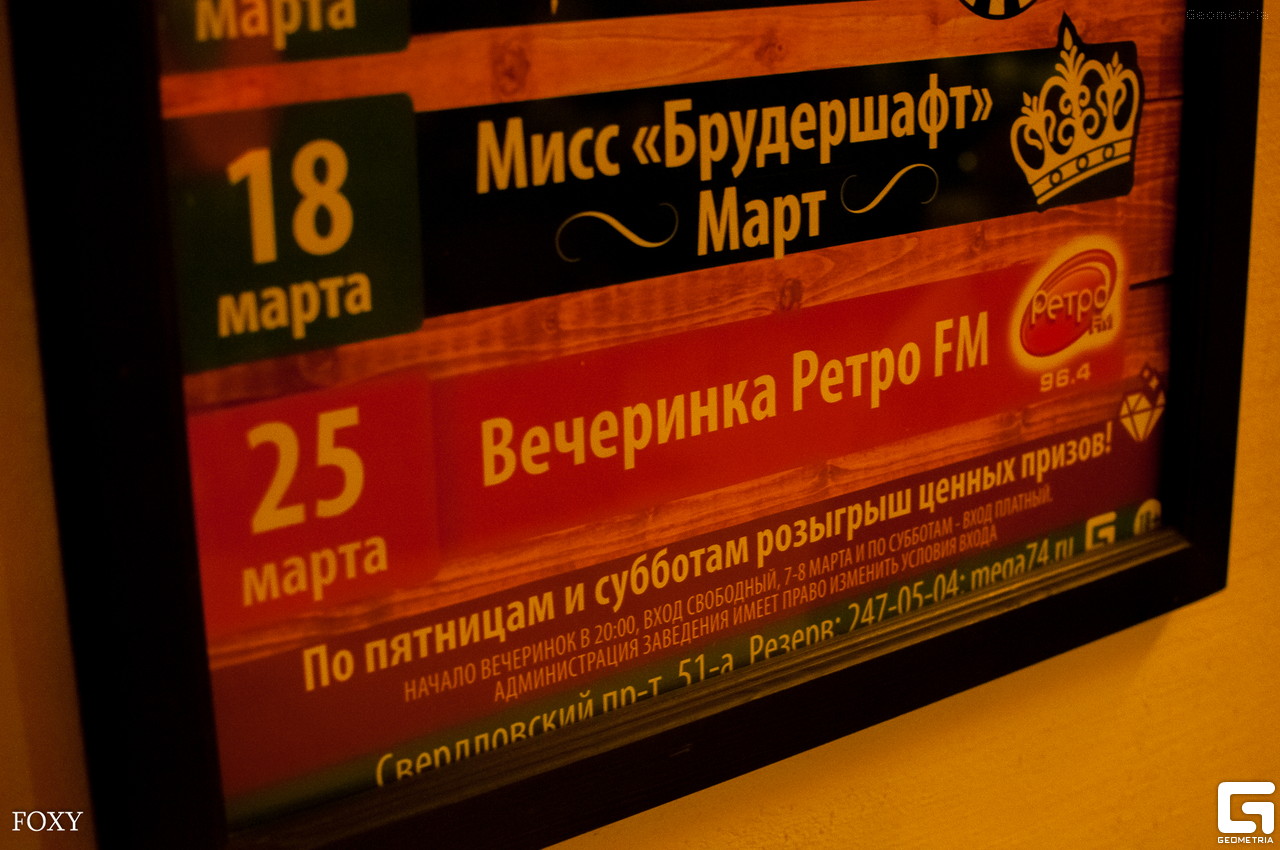 Geometria
марта
18
марта
Мисс «Брудершафт»
Март
25
марта
Вечеринка Ретро FM
Ретро
FM
96.4
По пятницам и субботам розыгрыш ценных призов!
НАЧАЛО ВЕЧЕРИНОК В 20:00, ВХОД СВОБОДНЫЙ, 7-8 МАРТА И ПО СУББОТАМ - ВХОД ПЛАТНЫЙ.
АДМИНИСТРАЦИЯ ЗАВЕДЕНИЯ ИМЕЕТ ПРАВО ИЗМЕНИТЬ УСЛОВИЯ ВХОДА
Свердловский пр-т, 51-а. Резерв: 247-05-04; mega74.ru
FOXY
GEOMETRIA